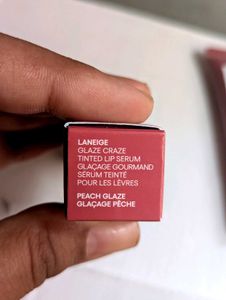 LANEIGE
GLAZE CRAZE
TINTED LIP SERUM
GLAÇAGE GOURMAND
SÉRUM TEINTÉ
POUR LES LÈVRES
PEACH GLAZE
GLAÇAGE PÊCHE